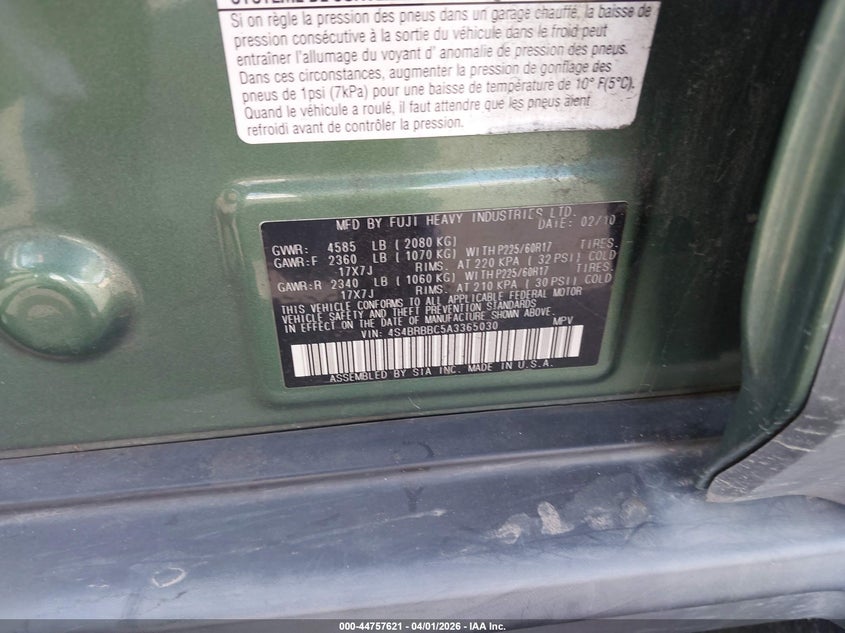 Si on règle la pression des pneus dans un garage chauffé, la baisse de
pression consécutive à la sortie du véhicule dans le froid peut
entraîner l'allumage du voyant d' anomalie de pression des pneus.
Dans ces circonstances, augmenter la pression de gonflage des
pneus de 1psi (7kPa) pour une baisse de température de 10° F(5°C).
Quand le véhicule a roulé, il faut attendre que les pneus aient
refroidi avant de contrôler la pression.
MFD BY FUJI HEAVY INDUSTRIES LTD.
DATE: 02/10
GVWR: 4585 LB ( 2080 KG)
GAWR:F 2360 LB ( 1070 KG) WITH P225/60R17 TIRES.
17X7J RIMS. AT 220 KPA ( 32 PSI) COLD
GAWR:R 2340 LB ( 1060 KG) WITH P225/60R17 TIRES.
17X7J RIMS. AT 210 KPA ( 30 PSI) COLD
THIS VEHICLE CONFORMS TO ALL APPLICABLE FEDERAL MOTOR
VEHICLE SAFETY AND THEFT PREVENTION STANDARDS
IN EFFECT ON THE DATE OF MANUFACTURE SHOWN ABOVE.
VIN: 4S4BRBBC5A3365030 MPV
ASSEMBLED BY SIA INC. MADE IN U.S.A.
000-44757621 - 04/01/2026 - IAA Inc.